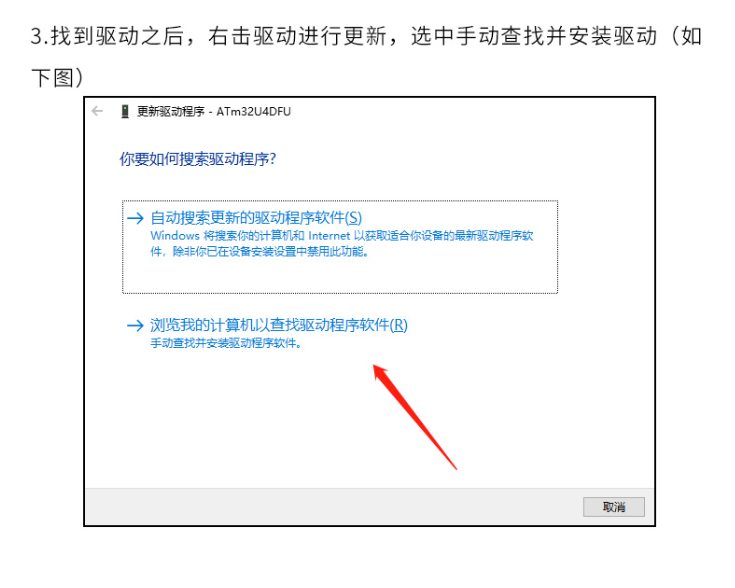 3.找到驱动之后，右击驱动进行更新，选中手动查找并安装驱动（如
下图）
← 更新驱动程序 - ATm32U4DFU
你要如何搜索驱动程序?
→ 自动搜索更新的驱动程序软件(S)
Windows 将搜索你的计算机和 Internet 以获取适合你设备的最新驱动程序软
件，除非你已在设备安装设置中禁用此功能。
→ 浏览我的计算机以查找驱动程序软件(R)
手动查找并安装驱动程序软件。
取消